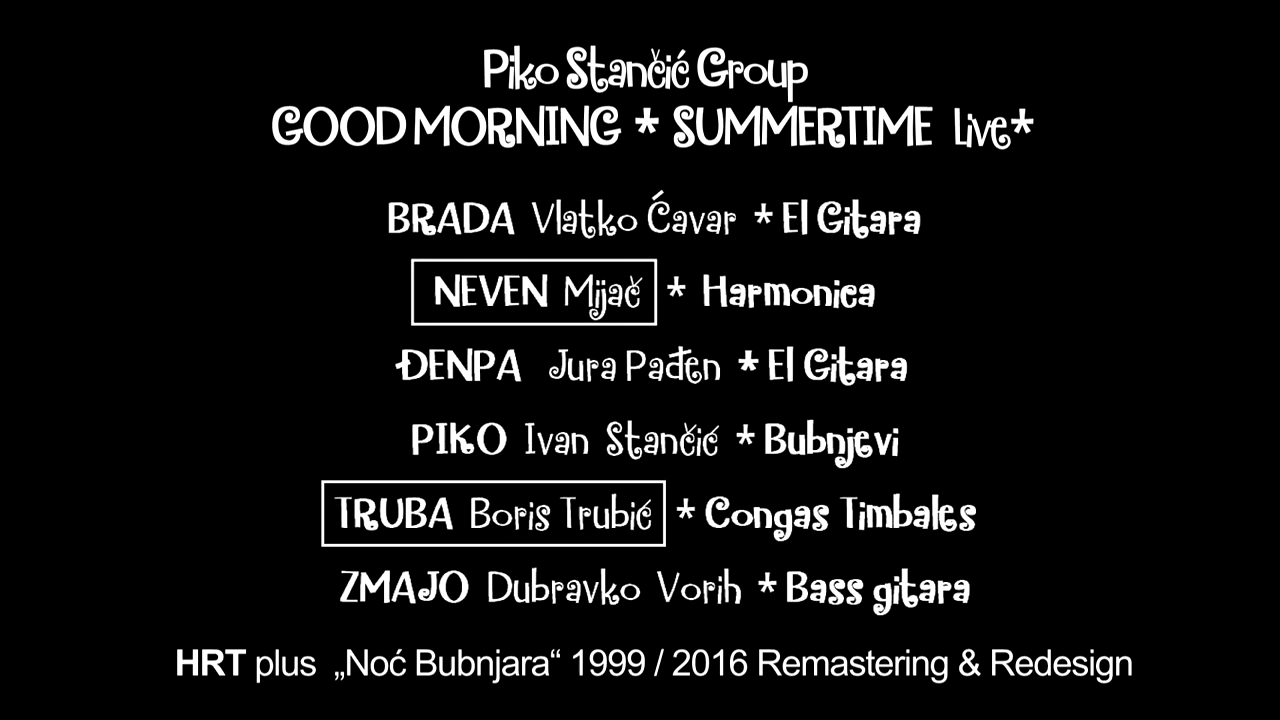 Piko Stančić Group
GOOD MORNING * SUMMERTIME Live*
BRADA Vlatko Ćavar * El Gitara
NEVEN Mijač * Harmonica
ĐENPA Jura Pađen * El Gitara
PIKO Ivan Stančić * Bubnjevi
TRUBA Boris Trubić * Congas Timbales
ZMAJO Dubravko Vorih * Bass gitara
HRT plus „Noć Bubnjara“ 1999 / 2016 Remastering & Redesign